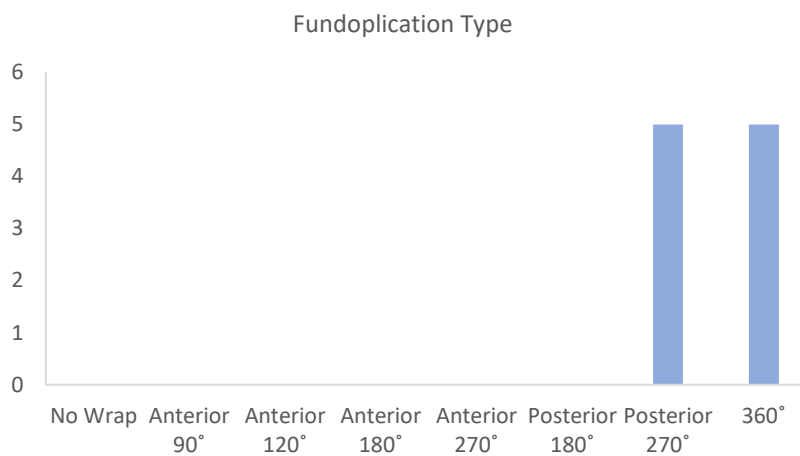 Fundoplication Type
6
5
4
3
2
1
0
No Wrap Anterior Anterior Anterior Anterior Posterior Posterior 360˚
90˚ 120˚ 180˚ 270˚ 180˚ 270˚